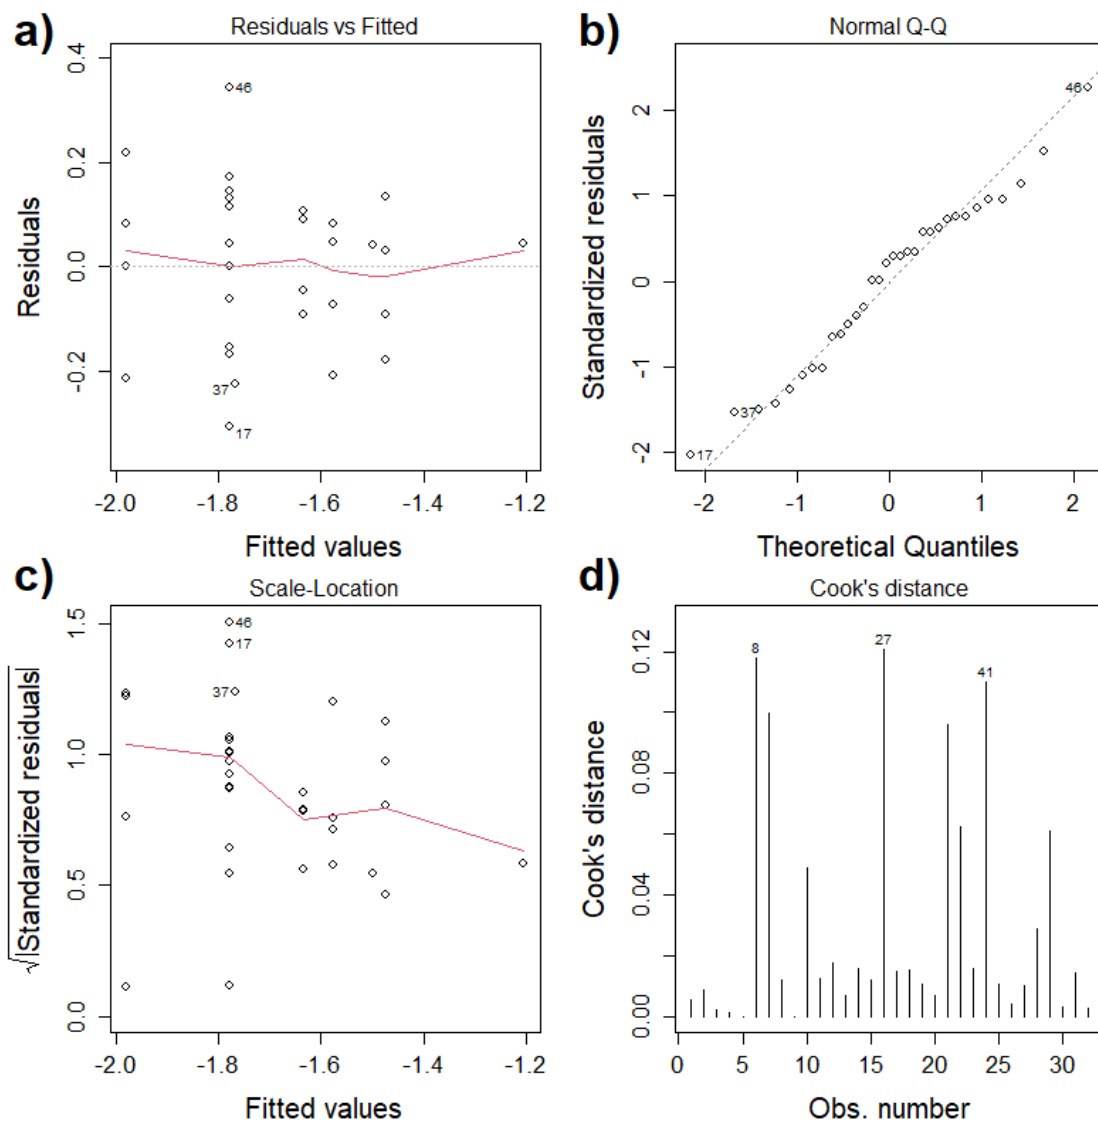 a)
Residuals vs Fitted
Residuals
0.4
0.2
0.0
-0.2
46
37
17
-2.0 -1.8 -1.6 -1.4 -1.2
Fitted values
b)
Normal Q-Q
Standardized residuals
2
1
0
-1
-2
46
37
17
-2 -1 0 1 2
Theoretical Quantiles
c)
Scale-Location
√|Standardized residuals|
1.5
1.0
0.5
0.0
46
17
37
-2.0 -1.8 -1.6 -1.4 -1.2
Fitted values
d)
Cook's distance
Cook's distance
0.12
0.08
0.04
0.00
8
27
41
0 5 10 15 20 25 30
Obs. number